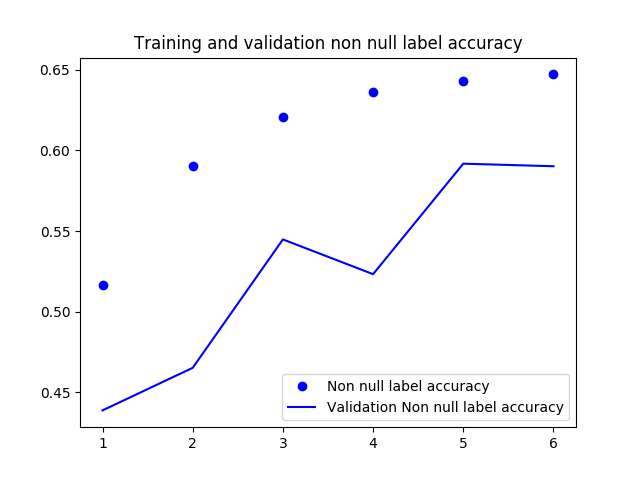 Training and validation non null label accuracy
0.65
0.60
0.55
0.50
0.45
Non null label accuracy
Validation Non null label accuracy
1 2 3 4 5 6